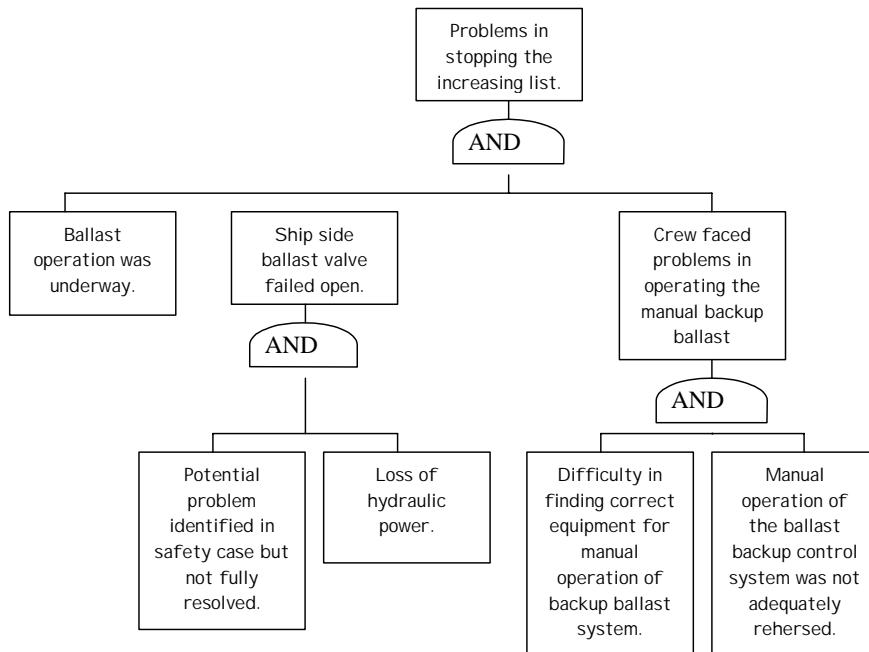 Problems in
stopping the
increasing list.
AND
Ballast
operation was
underway.
Ship side
ballast valve
failed open.
Crew faced
problems in
operating the
manual backup
ballast
AND
AND
Potential
problem
identified in
safety case but
not fully
resolved.
Loss of
hydraulic
power.
Difficulty in
finding correct
equipment for
manual
operation of
backup ballast
system.
Manual
operation of
the ballast
backup control
system was not
adequately
rehersed.